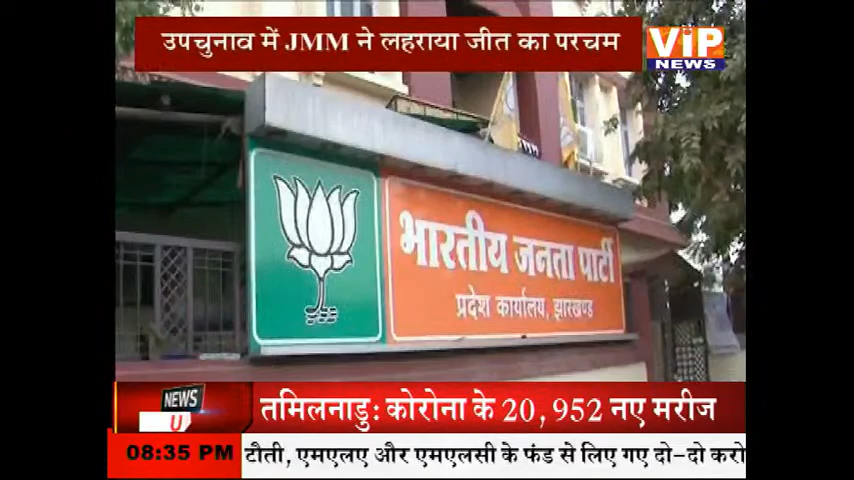 उपचुनाव में JMM ने लहराया जीत का परचम
ViP
NEWS
भारतीय जनता पार्टी
प्रदेश कार्यालय, झारखण्ड
NEWS
U
तमिलनाडु: कोरोना के 20,952 नए मरीज
08:35 PM
टौती, एमएलए और एमएलसी के फंड से लिए गए दो-दो करो